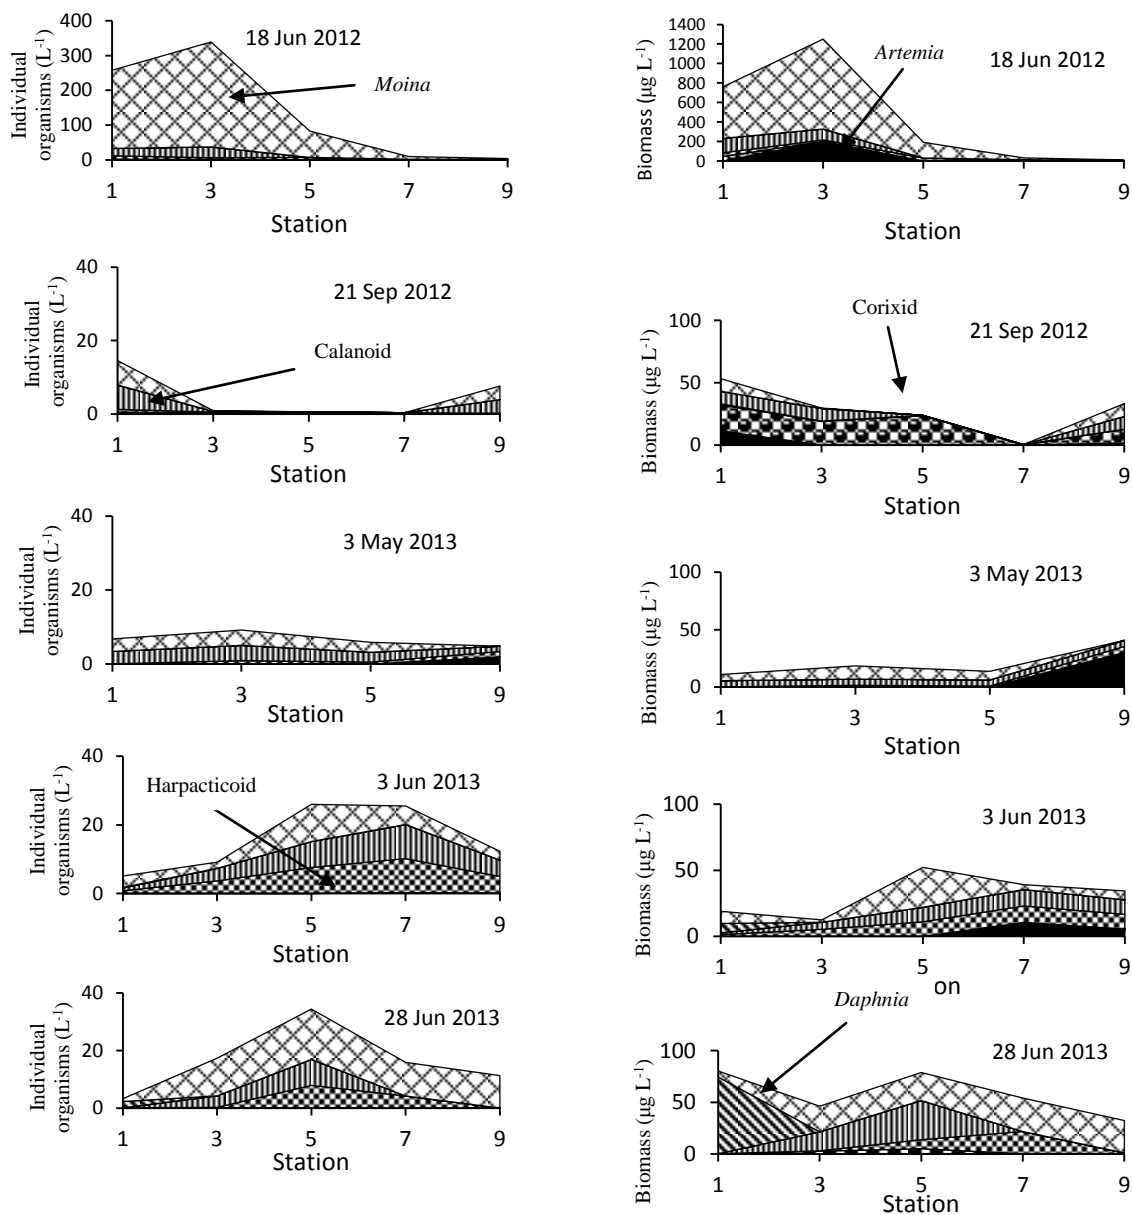 Individual
organisms (L-1)
400
300
200
100
0
18 Jun 2012
Moina
1 3 5 7 9
Station
Biomass (µg L-1)
1400
1200
1000
800
600
400
200
0
Artemia
18 Jun 2012
1 3 5 7 9
Station
Individual
organisms (L-1)
40
20
0
21 Sep 2012
Calanoid
1 3 5 7 9
Station
Biomass (µg L-1)
100
50
0
Corixid
21 Sep 2012
1 3 5 7 9
Station
Individual
organisms (L-1)
40
20
0
3 May 2013
1 3 5 9
Station
Biomass (µg L-1)
100
50
0
3 May 2013
1 3 5 9
Station
Individual
organisms (L-1)
40
20
0
Harpacticoid
3 Jun 2013
1 3 5 7 9
Station
Biomass (µg L-1)
100
50
0
3 Jun 2013
1 3 5 7 9
on
Individual
organisms (L-1)
40
20
0
28 Jun 2013
1 3 5 7 9
Station
Biomass (µg L-1)
100
50
0
Daphnia
28 Jun 2013
1 3 5 7 9
Station